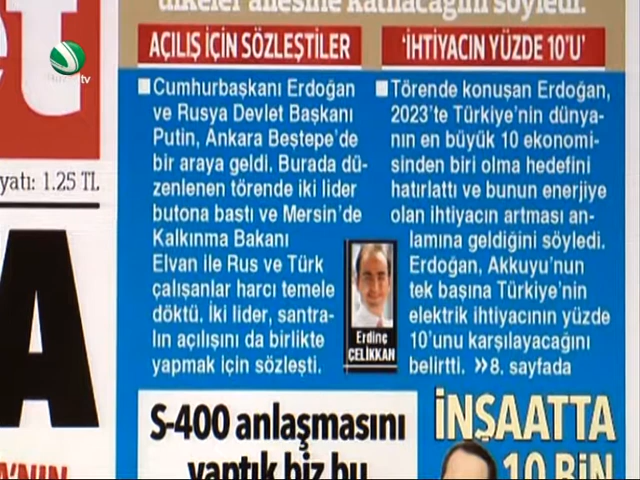 ülkeler ailesine katılacağını söyledi.
AÇILIŞ İÇİN SÖZLEŞTİLER
Cumhurbaşkanı Erdoğan
ve Rusya Devlet Başkanı
Putin, Ankara Beştepe'de
bir araya geldi. Burada dü-
zenlenen törende iki lider
butona bastı ve Mersin'de
Kalkınma Bakanı
Elvan ile Rus ve Türk
çalışanlar harcı temele
döktü. İki lider, santra-
lın açılışını da birlikte
yapmak için sözleşti.
Erdinç
ÇELİKKAN
'İHTİYACIN YÜZDE 10'U'
Törende konuşan Erdoğan,
2023'te Türkiye'nin dünya-
nın en büyük 10 ekonomi-
sinden biri olma hedefini
hatırlattı ve bunun enerjiye
olan ihtiyacın artması an-
lamına geldiğini söyledi.
Erdoğan, Akkuyu'nun
tek başına Türkiye'nin
elektrik ihtiyacının yüzde
10'unu karşılayacağını
belirtti. »8. sayfada
yatı: 1.25 TL
A
A'NIN
S-400 anlaşmasını
yaptık biz bu
İNŞAATTA
10 BİN
tv